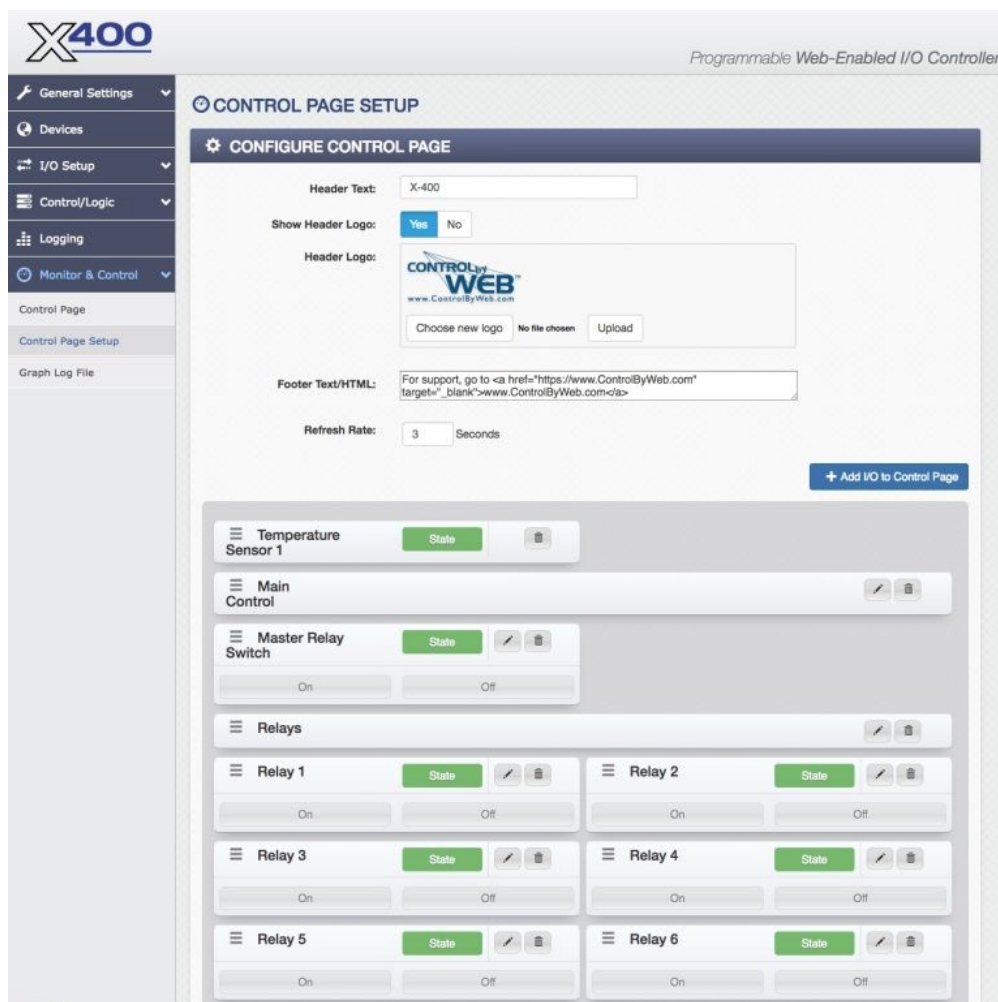 X400
Programmable Web-Enabled I/O Controller
General Settings
Devices
I/O Setup
Control/Logic
Logging
Monitor & Control
Control Page
Control Page Setup
Graph Log File
CONTROL PAGE SETUP
CONFIGURE CONTROL PAGE
Header Text: X-400
Show Header Logo: Yes No
Header Logo:
CONTROL by
WEB™
www.ControlByWeb.com
Choose new logo No file chosen Upload
Footer Text/HTML: For support, go to <a href="https://www.ControlByWeb.com"
target="_blank">www.ControlByWeb.com</a>
Refresh Rate: 3 Seconds
+ Add I/O to Control Page
Temperature
Sensor 1 State
Main
Control
Master Relay
Switch State
On Off
Relays
Relay 1 State Relay 2 State
On Off On Off
Relay 3 State Relay 4 State
On Off On Off
Relay 5 State Relay 6 State
On Off On Off